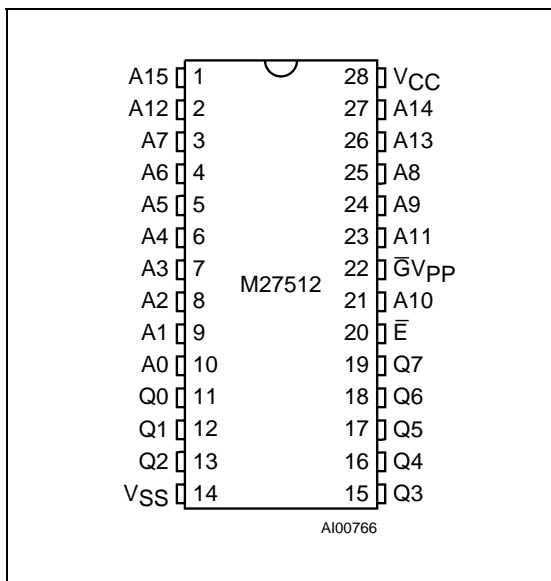 A15 1 28 VCC
A12 2 27 A14
A7 3 26 A13
A6 4 25 A8
A5 5 24 A9
A4 6 23 A11
A3 7 22 G̅VPP
M27512
A2 8 21 A10
A1 9 20 E̅
A0 10 19 Q7
Q0 11 18 Q6
Q1 12 17 Q5
Q2 13 16 Q4
VSS 14 15 Q3
AI00766